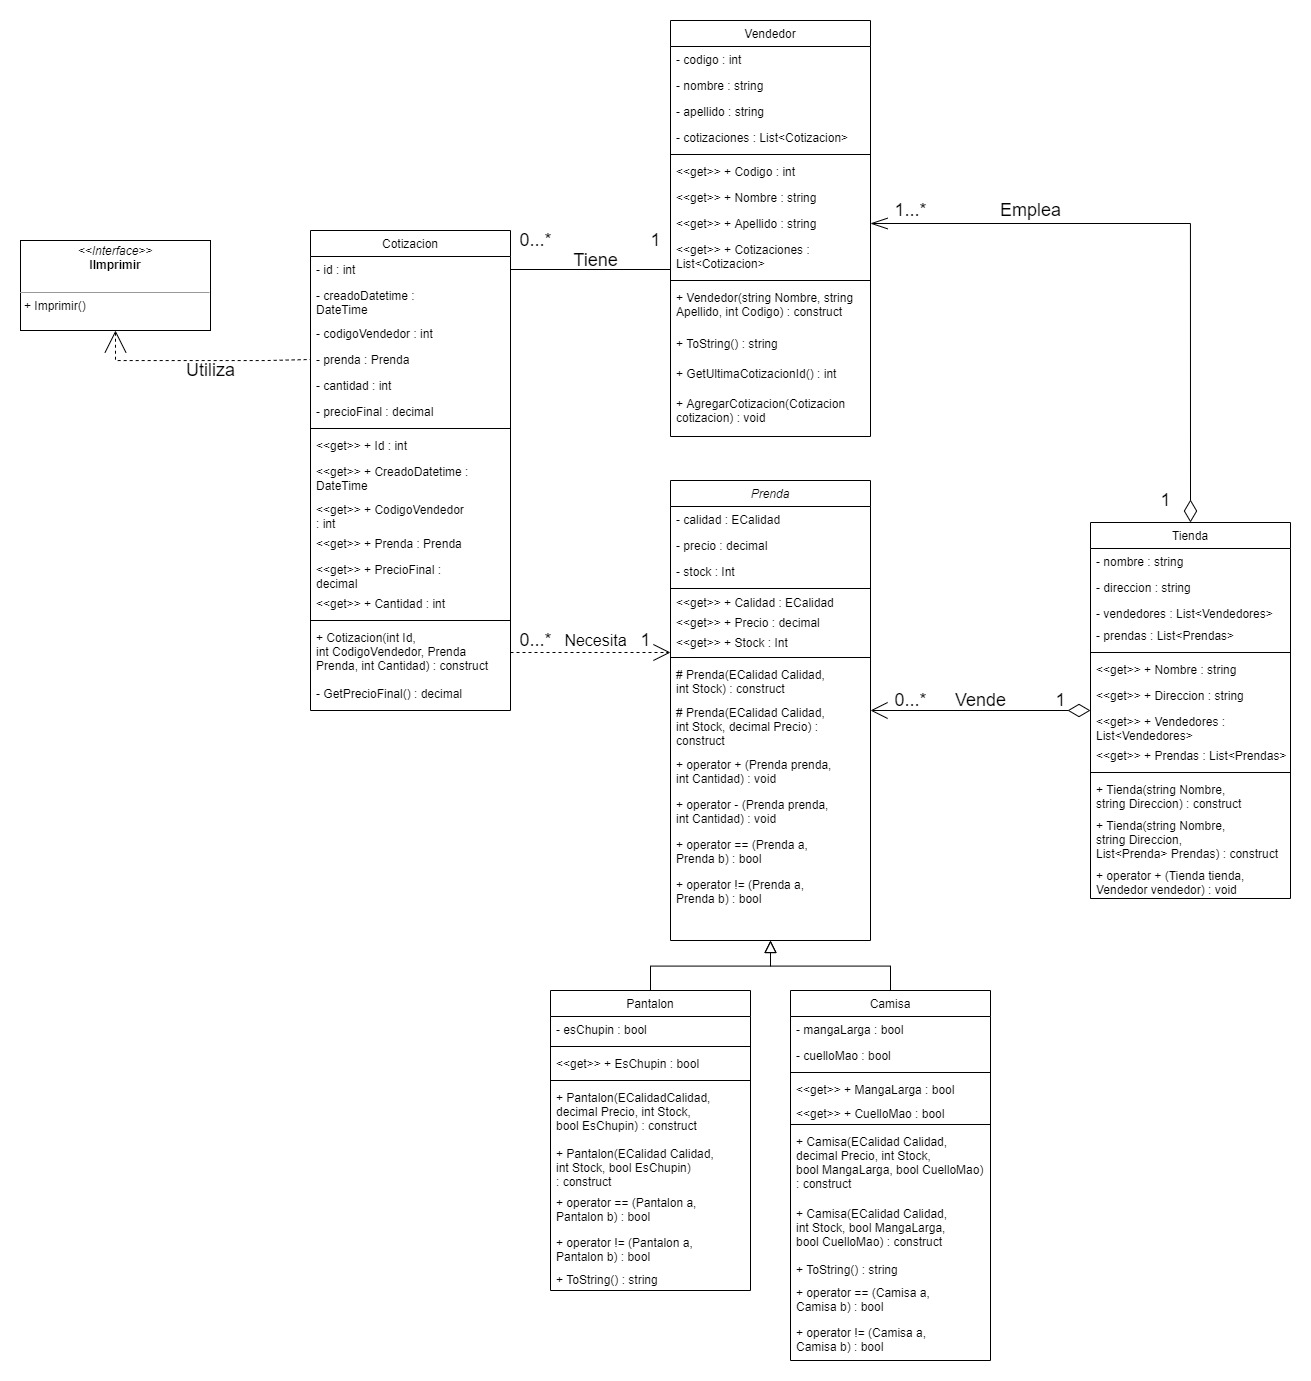 Vendedor
- codigo : int
- nombre : string
- apellido : string
- cotizaciones : List<Cotizacion>
<<get>> + Codigo : int
<<get>> + Nombre : string
<<get>> + Apellido : string
<<get>> + Cotizaciones :
List<Cotizacion>
+ Vendedor(string Nombre, string
Apellido, int Codigo) : construct
+ ToString() : string
+ GetUltimaCotizacionId() : int
+ AgregarCotizacion(Cotizacion
cotizacion) : void
1...*
Emplea
1
0...*
1
Tiene
<<Interface>>
IImprimir
+ Imprimir()
Utiliza
Cotizacion
- id : int
- creadoDatetime :
DateTime
- codigoVendedor : int
- prenda : Prenda
- cantidad : int
- precioFinal : decimal
<<get>> + Id : int
<<get>> + CreadoDatetime :
DateTime
<<get>> + CodigoVendedor
: int
<<get>> + Prenda : Prenda
<<get>> + PrecioFinal :
decimal
<<get>> + Cantidad : int
+ Cotizacion(int Id,
int CodigoVendedor, Prenda
Prenda, int Cantidad) : construct
- GetPrecioFinal() : decimal
0...*
Necesita
1
Prenda
- calidad : ECalidad
- precio : decimal
- stock : Int
<<get>> + Calidad : ECalidad
<<get>> + Precio : decimal
<<get>> + Stock : Int
# Prenda(ECalidad Calidad,
int Stock) : construct
# Prenda(ECalidad Calidad,
int Stock, decimal Precio) :
construct
+ operator + (Prenda prenda,
int Cantidad) : void
+ operator - (Prenda prenda,
int Cantidad) : void
+ operator == (Prenda a,
Prenda b) : bool
+ operator != (Prenda a,
Prenda b) : bool
0...*
Vende
1
Tienda
- nombre : string
- direccion : string
- vendedores : List<Vendedores>
- prendas : List<Prendas>
<<get>> + Nombre : string
<<get>> + Direccion : string
<<get>> + Vendedores :
List<Vendedores>
<<get>> + Prendas : List<Prendas>
+ Tienda(string Nombre,
string Direccion) : construct
+ Tienda(string Nombre,
string Direccion,
List<Prenda> Prendas) : construct
+ operator + (Tienda tienda,
Vendedor vendedor) : void
Pantalon
- esChupin : bool
<<get>> + EsChupin : bool
+ Pantalon(ECalidadCalidad,
decimal Precio, int Stock,
bool EsChupin) : construct
+ Pantalon(ECalidad Calidad,
int Stock, bool EsChupin)
: construct
+ operator == (Pantalon a,
Pantalon b) : bool
+ operator != (Pantalon a,
Pantalon b) : bool
+ ToString() : string
Camisa
- mangaLarga : bool
- cuelloMao : bool
<<get>> + MangaLarga : bool
<<get>> + CuelloMao : bool
+ Camisa(ECalidad Calidad,
decimal Precio, int Stock,
bool MangaLarga, bool CuelloMao)
: construct
+ Camisa(ECalidad Calidad,
int Stock, bool MangaLarga,
bool CuelloMao) : construct
+ ToString() : string
+ operator == (Camisa a,
Camisa b) : bool
+ operator != (Camisa a,
Camisa b) : bool